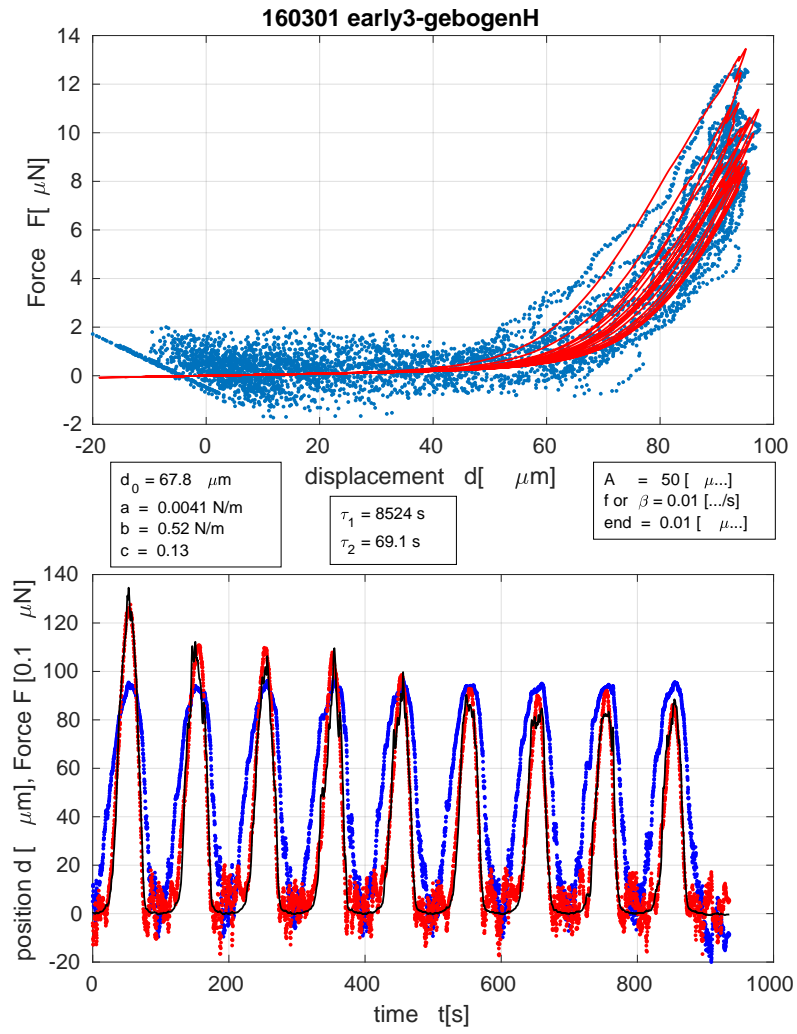 160301 early3-gebogenH
14
12
10
8
6
4
2
0
-2
Force F[ μN]
-20 0 20 40 60 80 100
displacement d[ μm]
d0 = 67.8 μm
a = 0.0041 N/m
b = 0.52 N/m
c = 0.13
τ1 = 8524 s
τ2 = 69.1 s
A = 50 [ μ...]
f or β = 0.01 [.../s]
end = 0.01 [ μ...]
140
120
100
80
60
40
20
0
-20
position d [ μm], Force F [0.1 μN]
0 200 400 600 800 1000
time t[s]